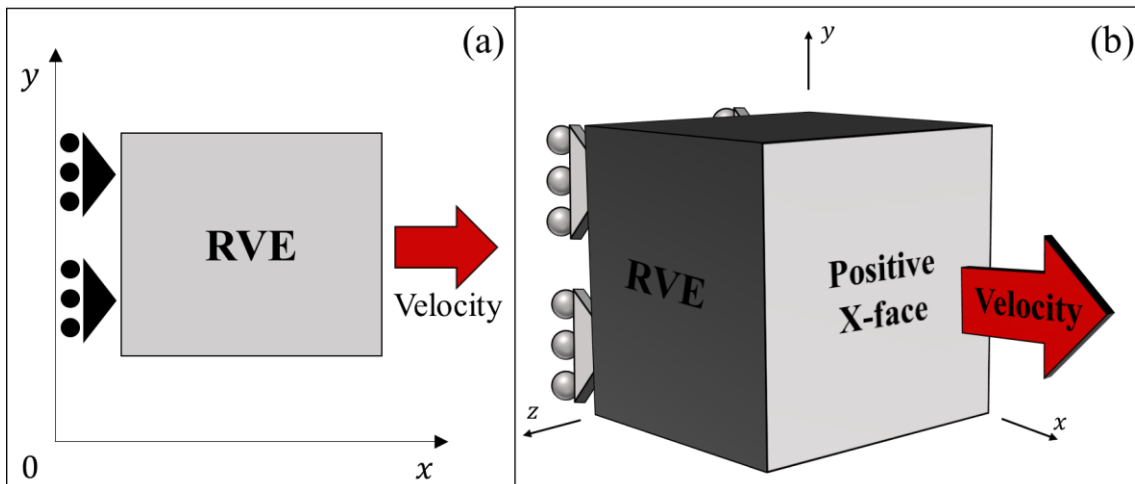 (a)
y
RVE
Velocity
0
x
(b)
y
RVE
Positive
X-face
Velocity
z
x